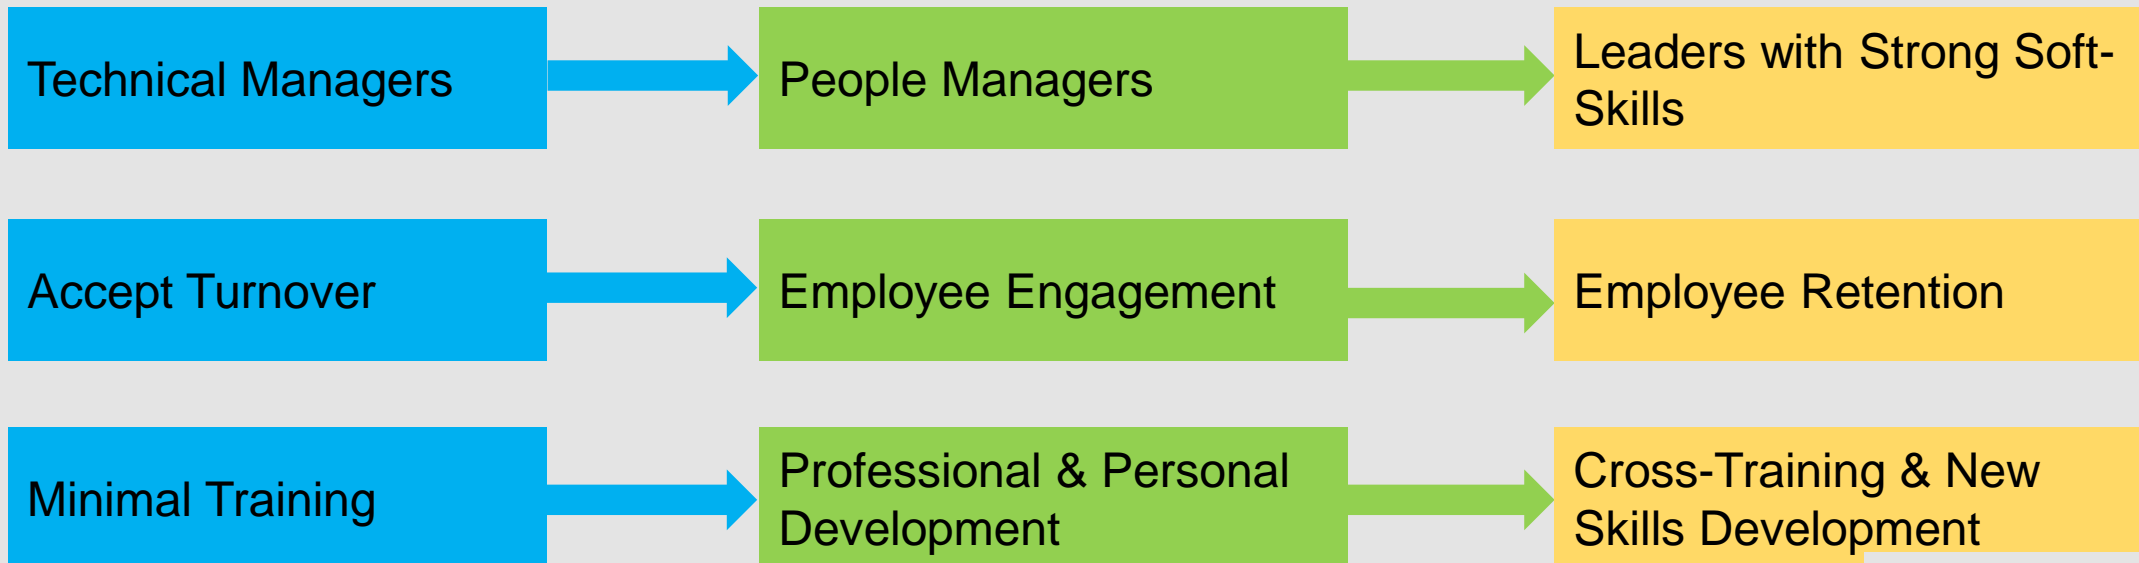 Technical Managers
People Managers
Leaders with Strong Soft-
Skills
Accept Turnover
Employee Engagement
Employee Retention
Minimal Training
Professional & Personal
Development
Cross-Training & New
Skills Development